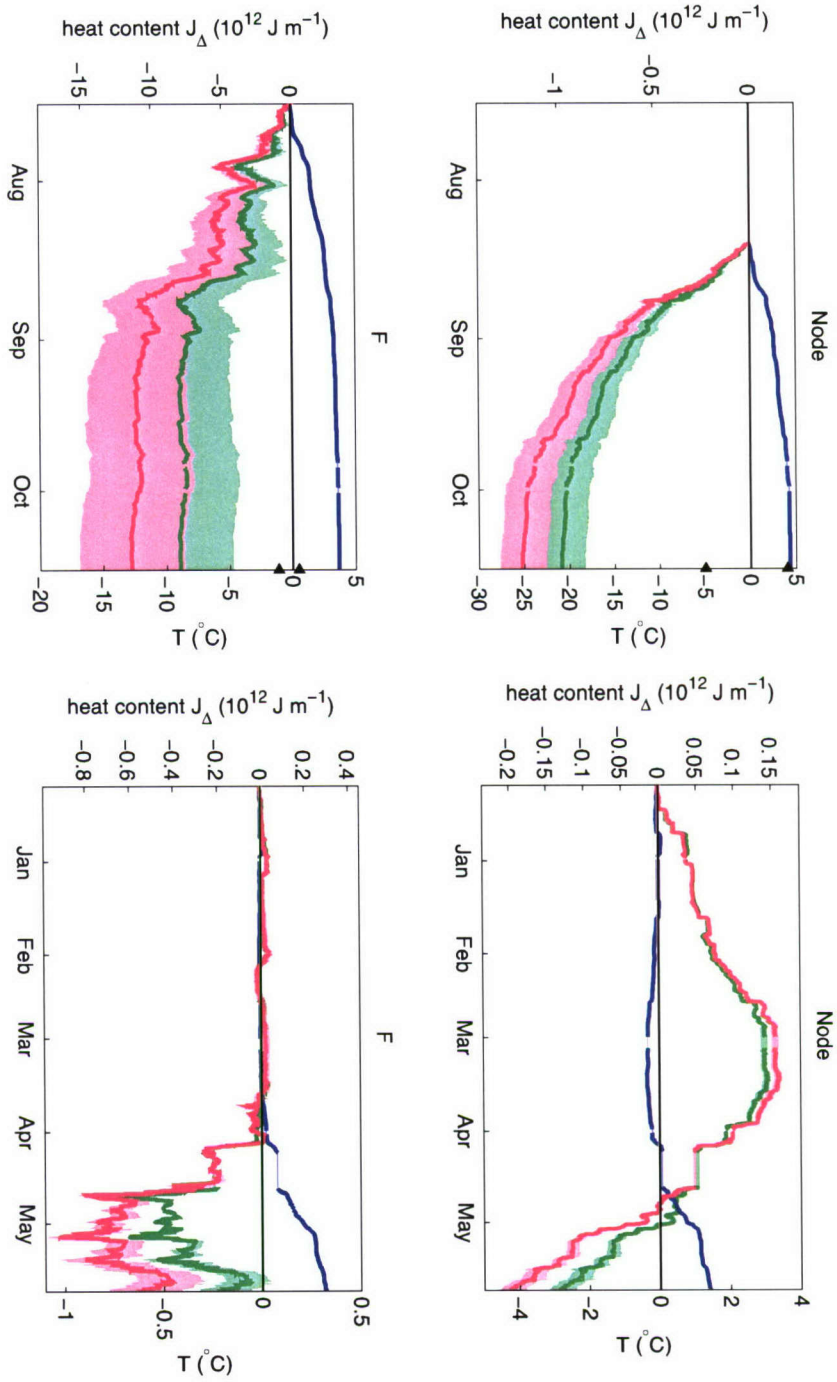 Node
heat content J_Δ (10^12 J m^−1)
0
−0.5
−1
Aug
Sep
Oct
5
0
−5
−10
−15
−20
−25
−30
T (°C)
Node
heat content J_Δ (10^12 J m^−1)
0.15
0.1
0.05
0
−0.05
−0.1
−0.15
−0.2
Jan
Feb
Mar
Apr
May
4
2
0
−2
−4
T (°C)
F
heat content J_Δ (10^12 J m^−1)
0
−5
−10
−15
Aug
Sep
Oct
5
0
−5
−10
−15
−20
T (°C)
F
heat content J_Δ (10^12 J m^−1)
0.4
0.2
0
−0.2
−0.4
−0.6
−0.8
Jan
Feb
Mar
Apr
May
0.5
0
−0.5
−1
T (°C)